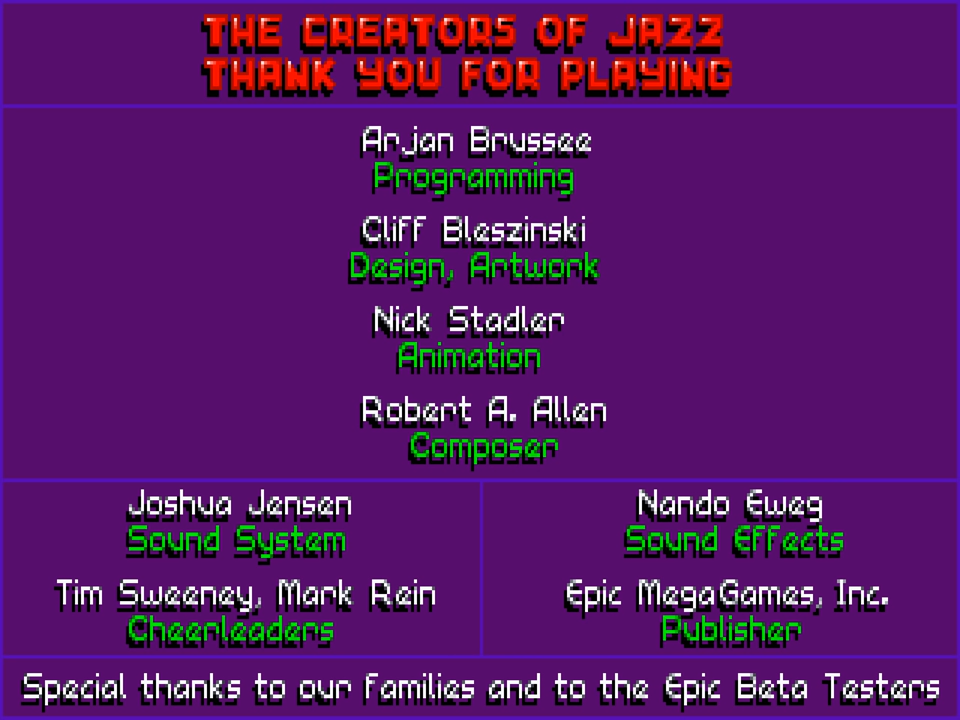 THE CREATORS OF JAZZ
THANK YOU FOR PLAYING
Arjan Brussee
Programming
Cliff Bleszinski
Design, Artwork
Nick Stadler
Animation
Robert A. Allen
Composer
Joshua Jensen
Sound System
Tim Sweeney, Mark Rein
Cheerleaders
Nando Eweg
Sound Effects
Epic MegaGames, Inc.
Publisher
Special thanks to our families and to the Epic Beta Testers